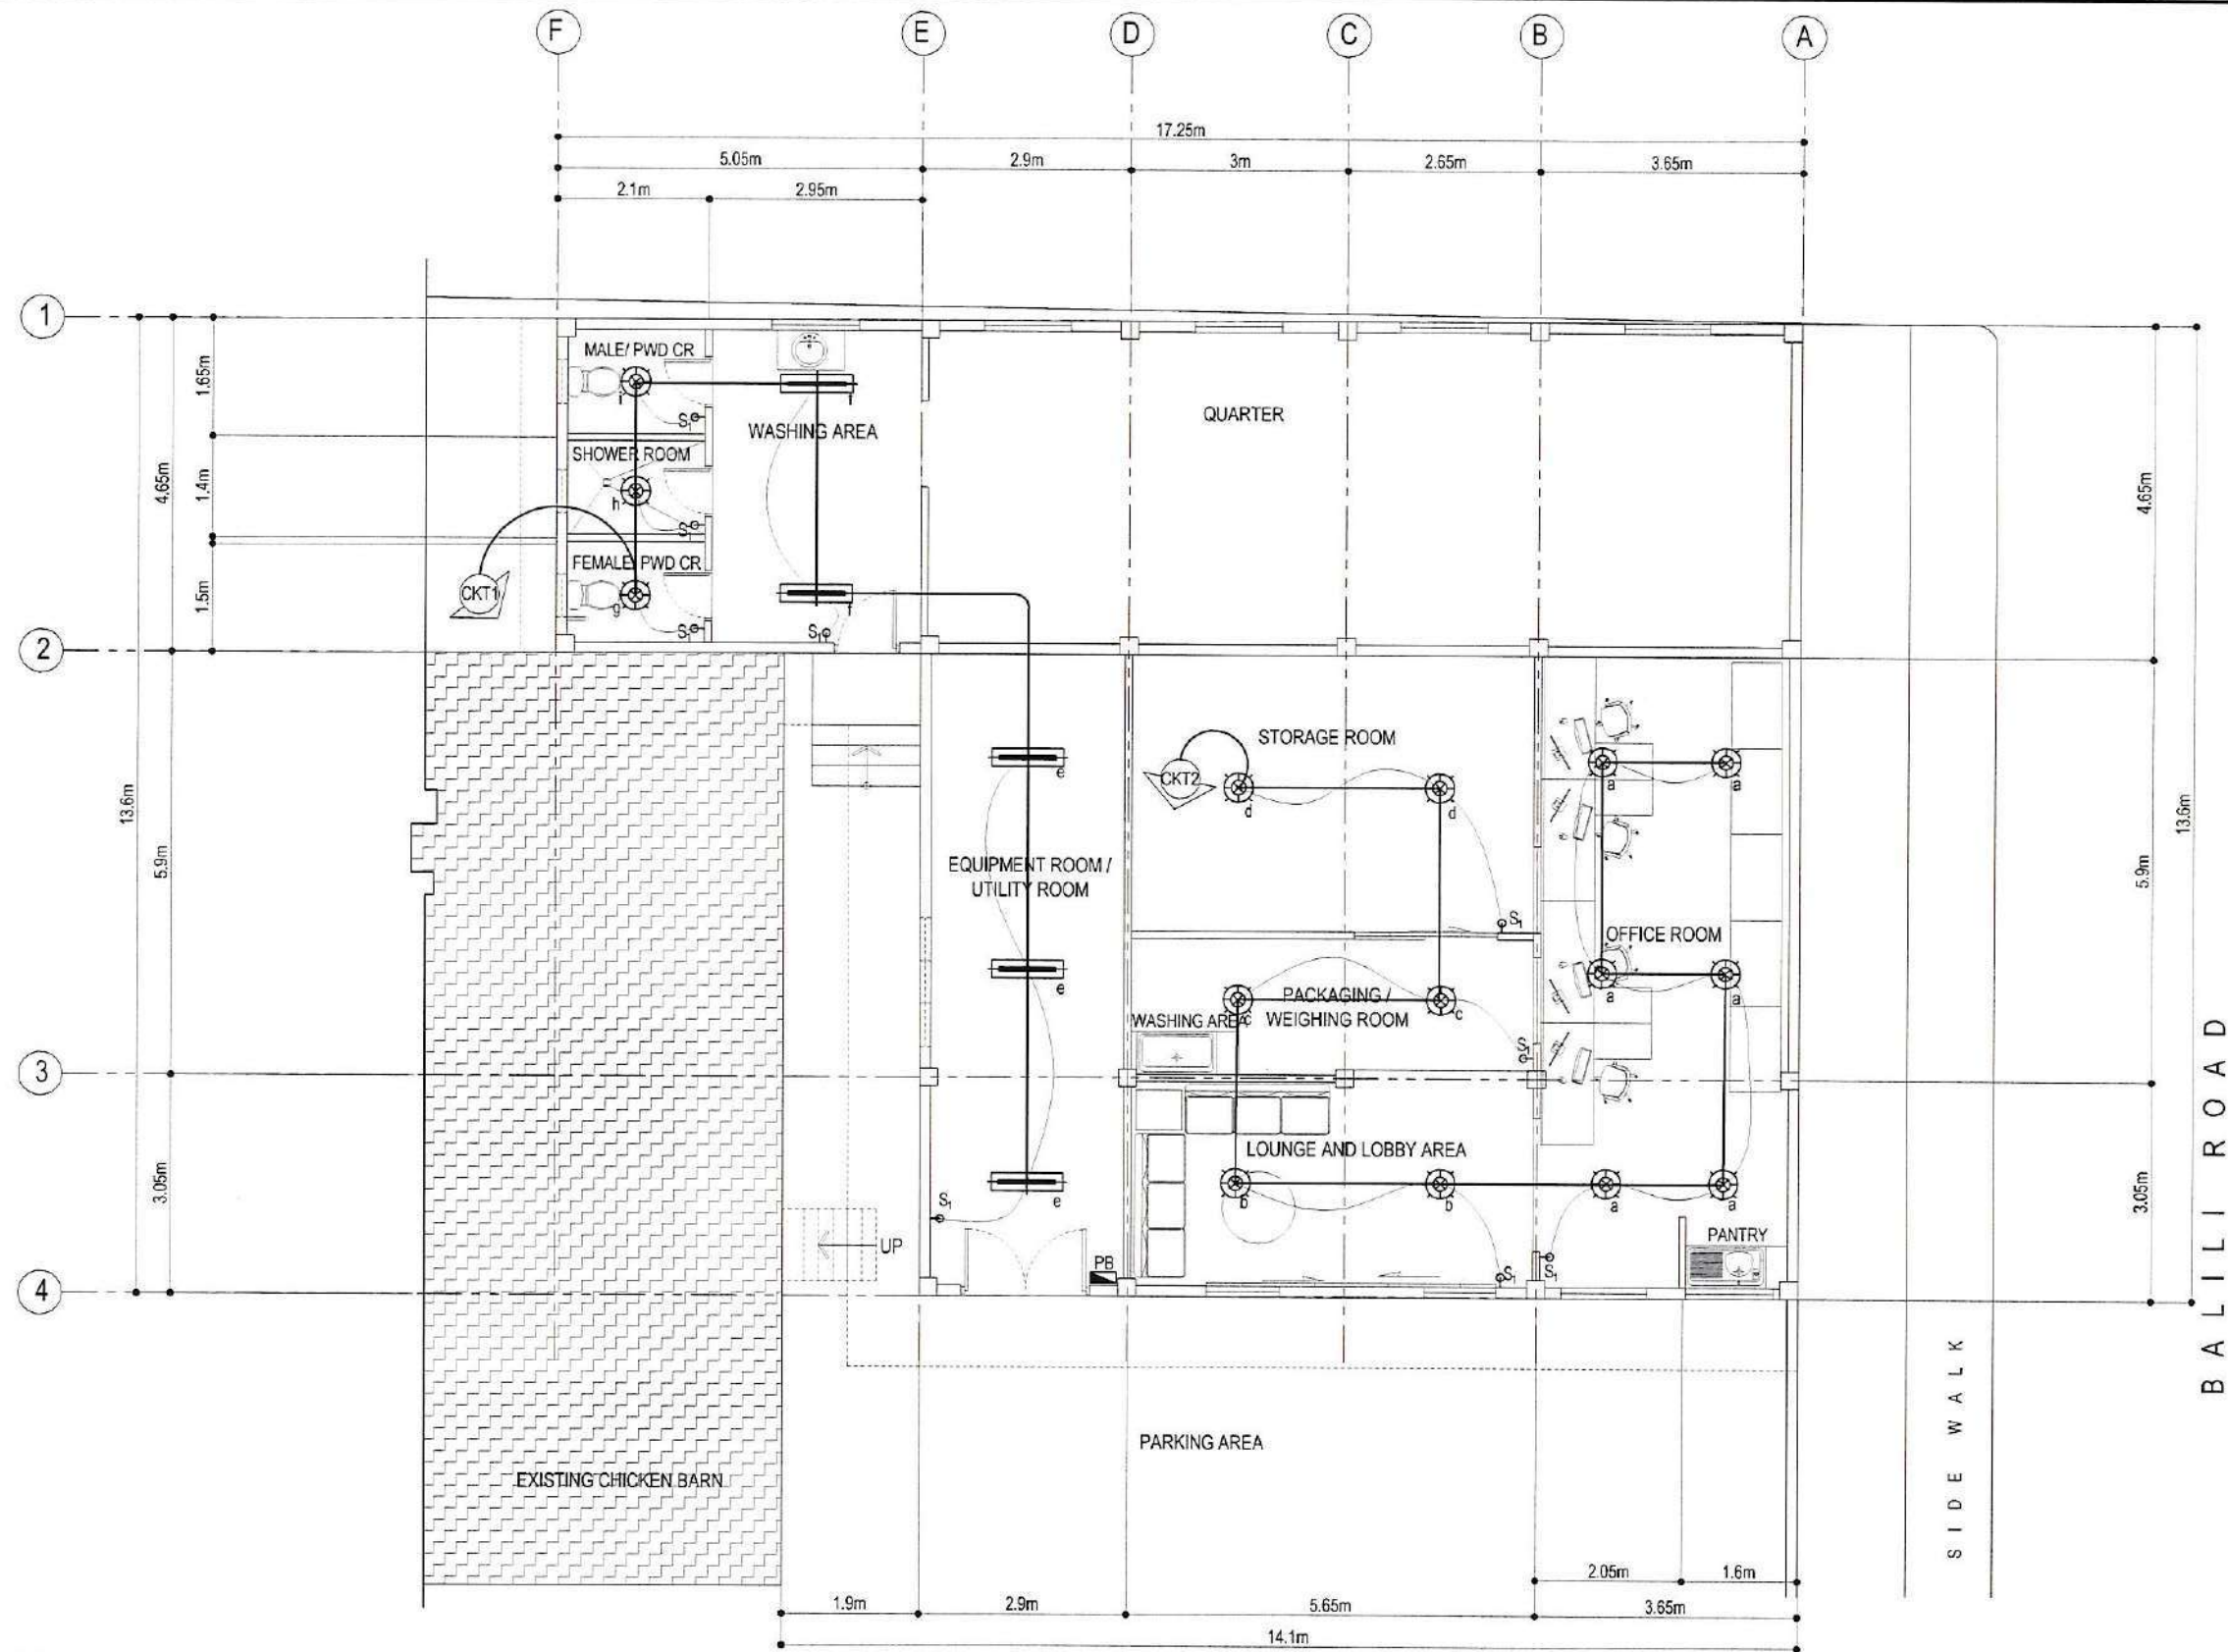 F
E
D
C
B
A
17.25m
5.05m
2.9m
3m
2.65m
3.65m
2.1m
2.95m
1
MALE/ PWD CR
i
f
S1
1.65m
QUARTER
WASHING AREA
4.65m
1.4m
SHOWER ROOM
h
S1
4.65m
CKT1
FEMALE/ PWD CR
g
S1
f
S1
1.5m
2
13.6m
5.9m
3.05m
STORAGE ROOM
CKT2
d
d
a
a
e
EQUIPMENT ROOM /
UTILITY ROOM
S1
OFFICE ROOM
13.6m
5.9m
3.05m
e
a
a
PACKAGING /
WEIGHING ROOM
WASHING AREA
c
c
S1
3
LOUNGE AND LOBBY AREA
e
b
b
a
a
S1
UP
PB
S1
S1
PANTRY
4
PARKING AREA
EXISTING CHICKEN BARN
SIDE WALK
BALILI ROAD
2.05m
1.6m
1.9m
2.9m
5.65m
3.65m
14.1m